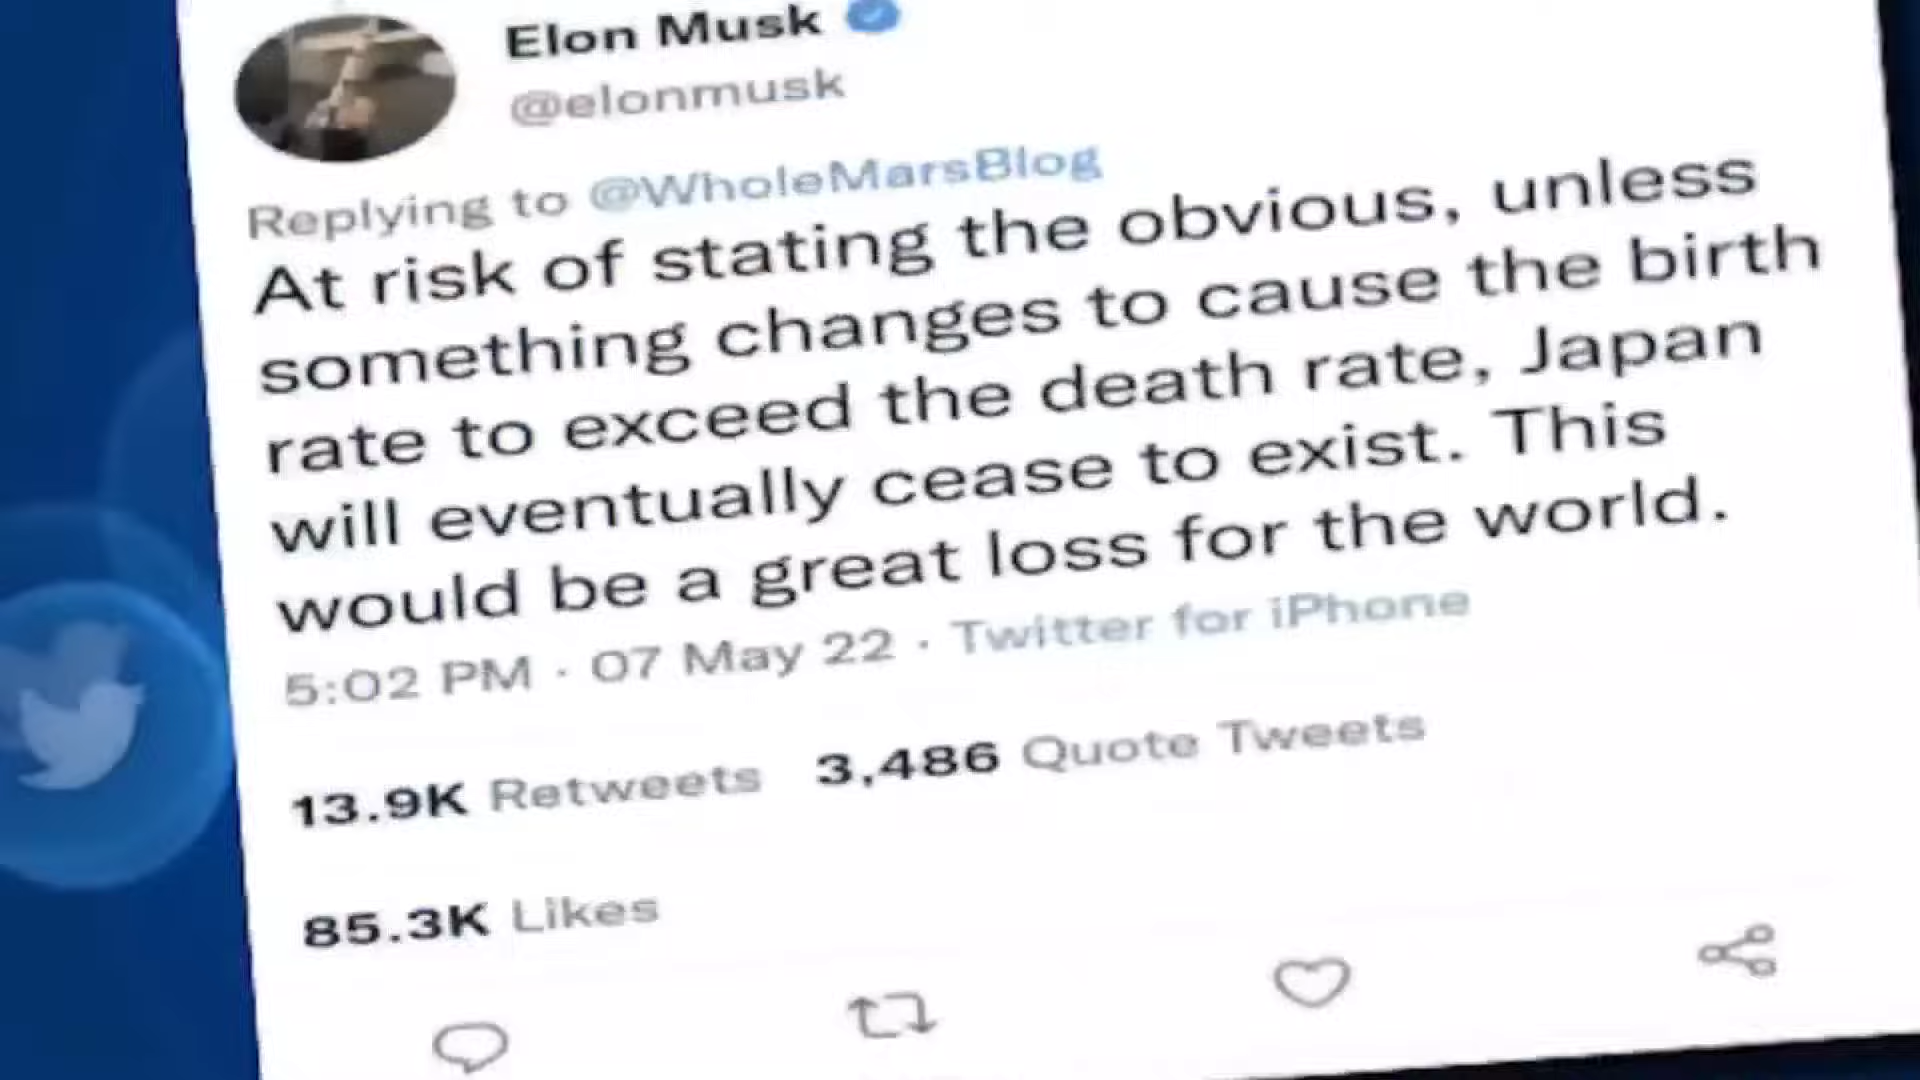 Elon Musk
@elonmusk
Replying to @WholeMarsBlog
At risk of stating the obvious, unless
something changes to cause the birth
rate to exceed the death rate, Japan
will eventually cease to exist. This
would be a great loss for the world.
5:02 PM · 07 May 22 · Twitter for iPhone
13.9K Retweets 3,486 Quote Tweets
85.3K Likes